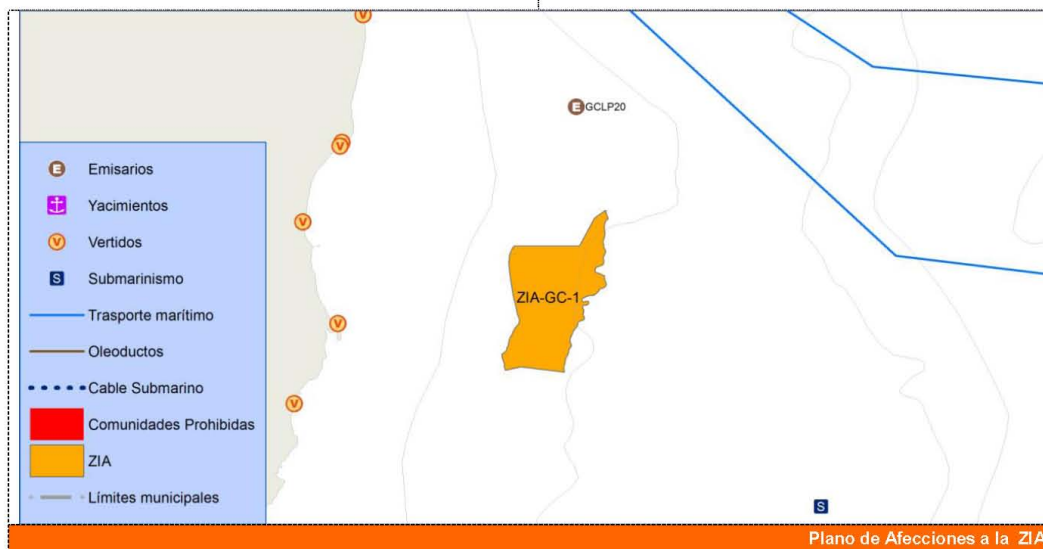 V
V
E GCLP20
E Emisarios
Yacimientos
V Vertidos
V
S Submarinismo
ZIA-GC-1
Trasporte marítimo
V
Oleoductos
Cable Submarino
V
Comunidades Prohibidas
ZIA
Límites municipales
S
Plano de Afecciones a la ZIA